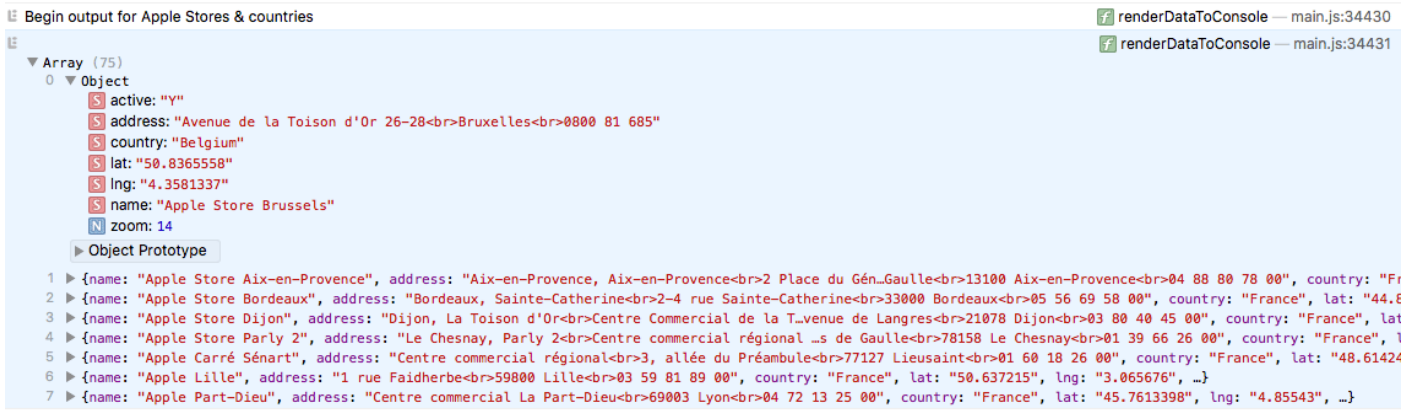 Begin output for Apple Stores & countries renderDataToConsole — main.js:34430
renderDataToConsole — main.js:34431
Array (75)
0 Object
S active: "Y"
S address: "Avenue de la Toison d'Or 26-28<br>Bruxelles<br>0800 81 685"
S country: "Belgium"
S lat: "50.8365558"
S lng: "4.3581337"
S name: "Apple Store Brussels"
N zoom: 14
Object Prototype
1 {name: "Apple Store Aix-en-Provence", address: "Aix-en-Provence, Aix-en-Provence<br>2 Place du Gén…Gaulle<br>13100 Aix-en-Provence<br>04 88 80 78 00", country: "Fr
2 {name: "Apple Store Bordeaux", address: "Bordeaux, Sainte-Catherine<br>2-4 rue Sainte-Catherine<br>33000 Bordeaux<br>05 56 69 58 00", country: "France", lat: "44.8
3 {name: "Apple Store Dijon", address: "Dijon, La Toison d'Or<br>Centre Commercial de la T…venue de Langres<br>21078 Dijon<br>03 80 40 45 00", country: "France", lat
4 {name: "Apple Store Parly 2", address: "Le Chesnay, Parly 2<br>Centre commercial régional …s de Gaulle<br>78158 Le Chesnay<br>01 39 66 26 00", country: "France", l
5 {name: "Apple Carré Sénart", address: "Centre commercial régional<br>3, allée du Préambule<br>77127 Lieusaint<br>01 60 18 26 00", country: "France", lat: "48.61424
6 {name: "Apple Lille", address: "1 rue Faidherbe<br>59800 Lille<br>03 59 81 89 00", country: "France", lat: "50.637215", lng: "3.065676", …}
7 {name: "Apple Part-Dieu", address: "Centre commercial La Part-Dieu<br>69003 Lyon<br>04 72 13 25 00", country: "France", lat: "45.7613398", lng: "4.85543", …}